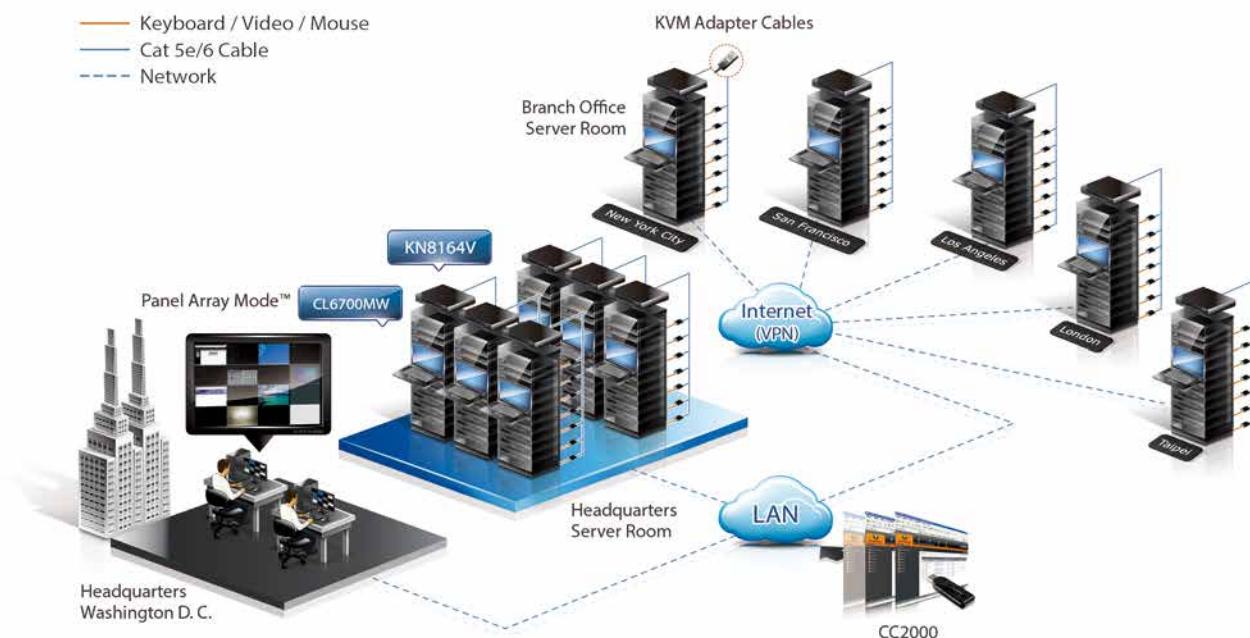 Keyboard / Video / Mouse
Cat 5e/6 Cable
Network
KVM Adapter Cables
Branch Office
Server Room
New York City
San Francisco
Los Angeles
London
Taipei
KN8164V
CL6700MW
Panel Array Mode™
Internet
(VPN)
Headquarters
Server Room
LAN
Headquarters
Washington D. C.
CC2000